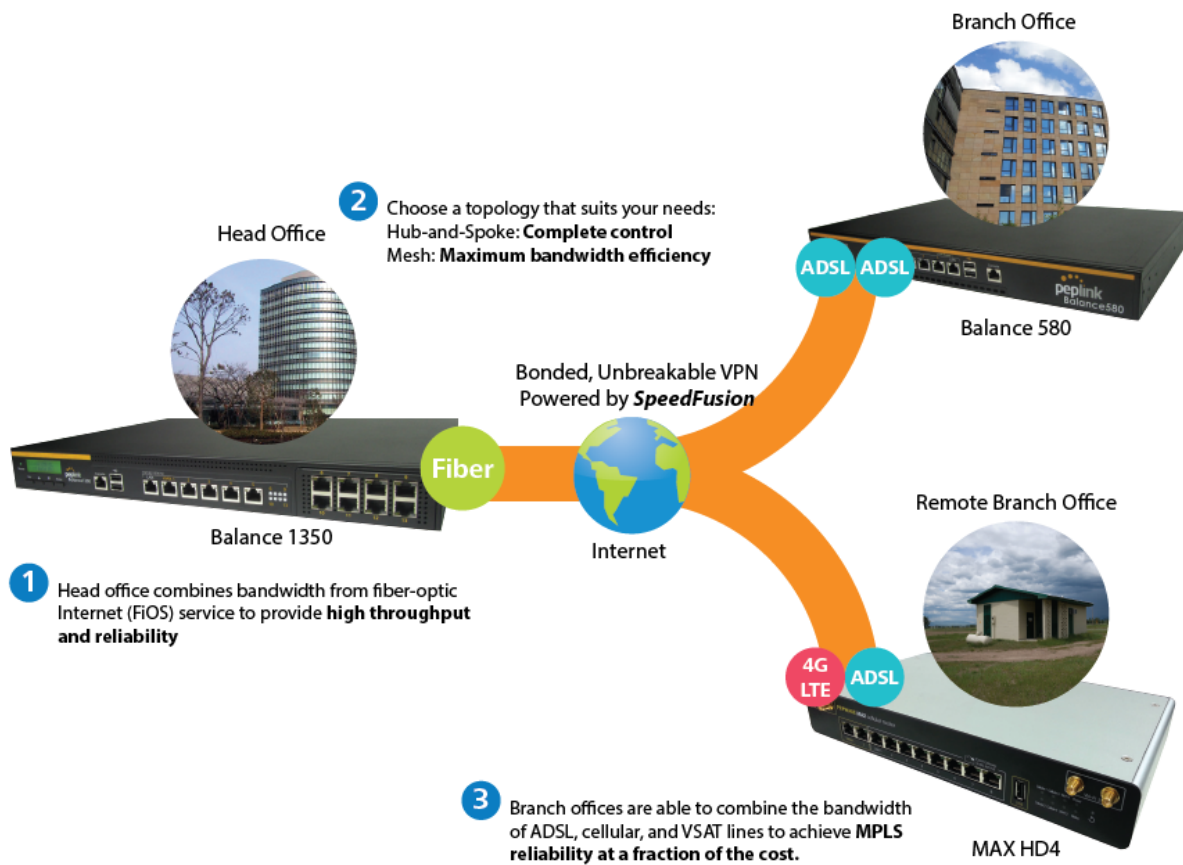 Branch Office
2
Choose a topology that suits your needs:
Hub-and-Spoke: Complete control
Mesh: Maximum bandwidth efficiency
Head Office
ADSL
ADSL
peplink
Balance580
Balance 580
Bonded, Unbreakable VPN
Powered by SpeedFusion
Fiber
Internet
Balance 1350
Remote Branch Office
1
Head office combines bandwidth from fiber-optic
Internet (FiOS) service to provide high throughput
and reliability
4G
LTE
ADSL
3
Branch offices are able to combine the bandwidth
of ADSL, cellular, and VSAT lines to achieve MPLS
reliability at a fraction of the cost.
MAX HD4